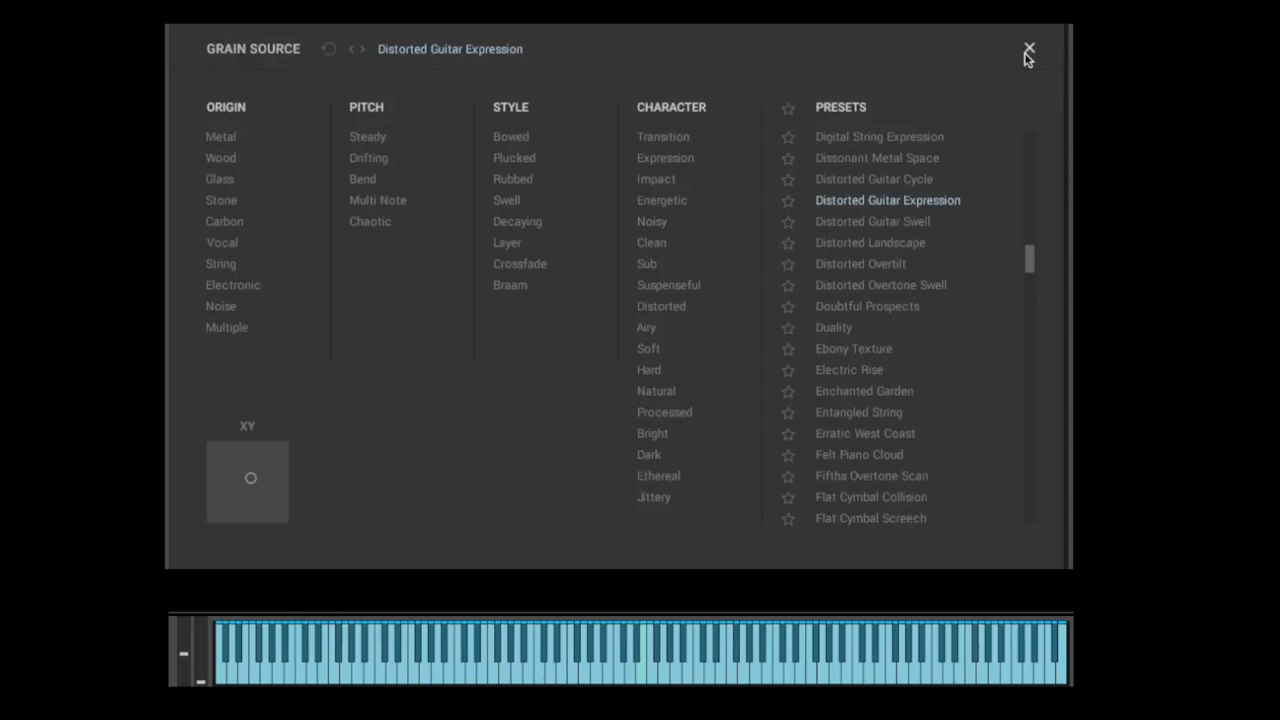 GRAIN SOURCE
Distorted Guitar Expression
ORIGIN
Metal
Wood
Glass
Stone
Carbon
Vocal
String
Electronic
Noise
Multiple
PITCH
Steady
Drifting
Bend
Multi Note
Chaotic
STYLE
Bowed
Plucked
Rubbed
Swell
Decaying
Layer
Crossfade
Braam
CHARACTER
Transition
Expression
Impact
Energetic
Noisy
Clean
Sub
Suspenseful
Distorted
Airy
Soft
Hard
Natural
Processed
Bright
Dark
Ethereal
Jittery
PRESETS
Digital String Expression
Dissonant Metal Space
Distorted Guitar Cycle
Distorted Guitar Expression
Distorted Guitar Swell
Distorted Landscape
Distorted Overtilt
Distorted Overtone Swell
Doubtful Prospects
Duality
Ebony Texture
Electric Rise
Enchanted Garden
Entangled String
Erratic West Coast
Felt Piano Cloud
Fifths Overtone Scan
Flat Cymbal Collision
Flat Cymbal Screech
XY